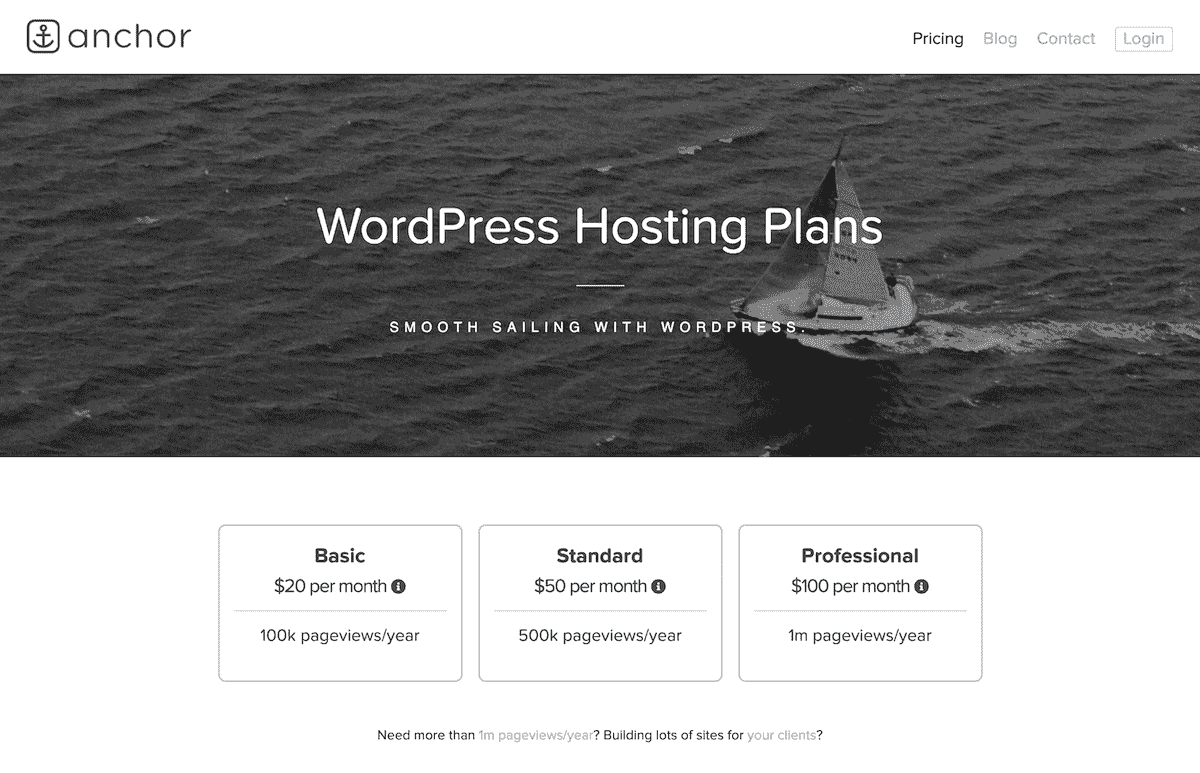 anchor
Pricing Blog Contact Login
WordPress Hosting Plans
SMOOTH SAILING WITH WORDPRESS.
Basic
$20 per month
100k pageviews/year
Standard
$50 per month
500k pageviews/year
Professional
$100 per month
1m pageviews/year
Need more than 1m pageviews/year? Building lots of sites for your clients?